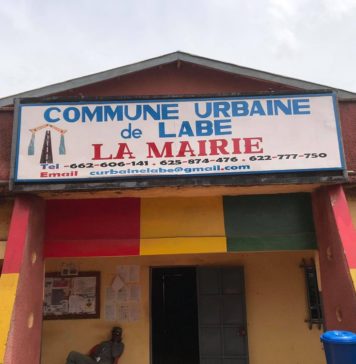 COMMUNE URBAINE
de LABE
LA MAIRIE
Tel -662-606-141 . 625-874-476 . 622-777-750
Email curbainelabe@gmail.com